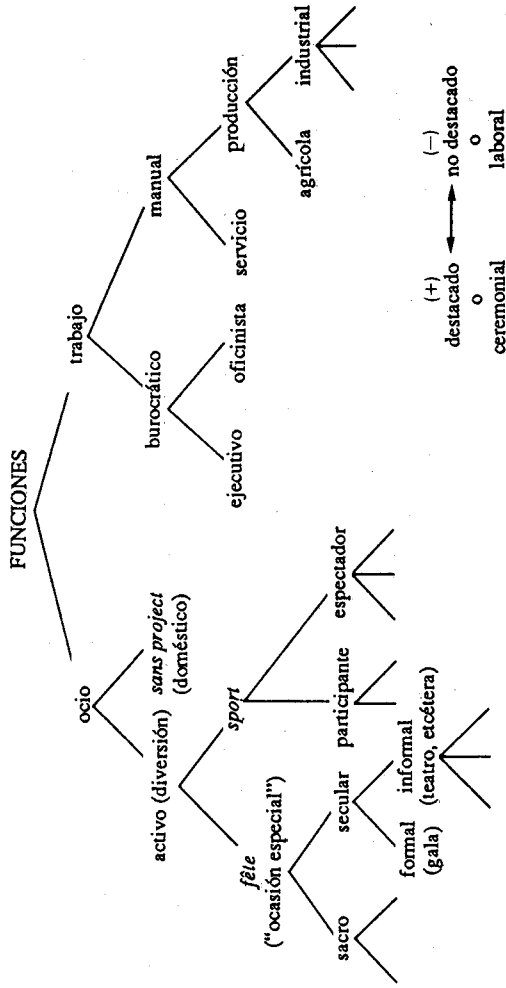 FUNCIONES
ocio
trabajo
activo (diversión)
sans project
(doméstico)
burocrático
manual
fête
("ocasión especial")
sport
ejecutivo
oficinista
servicio
producción
sacro
secular
participante
espectador
agrícola
industrial
formal
(gala)
informal
(teatro, etcétera)
(+)
destacado
o
ceremonial
(—)
no destacado
o
laboral